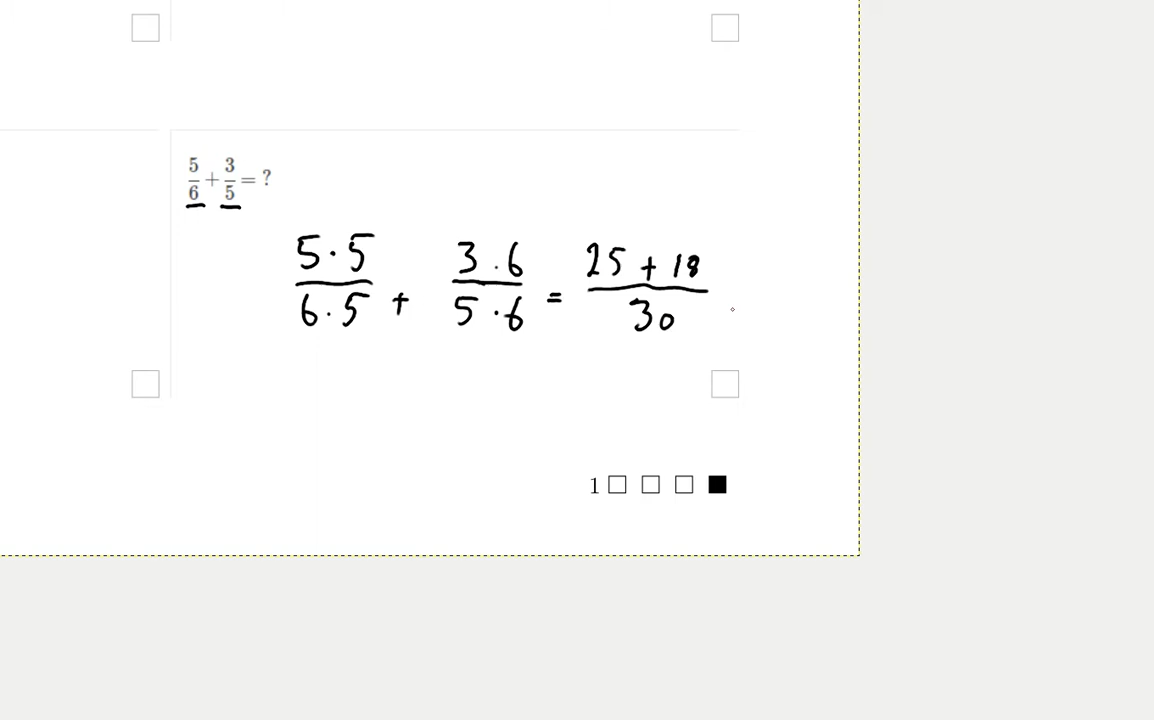 5/6 + 3/5 = ?
5·5/6·5 + 3·6/5·6 = 25+18/30
1